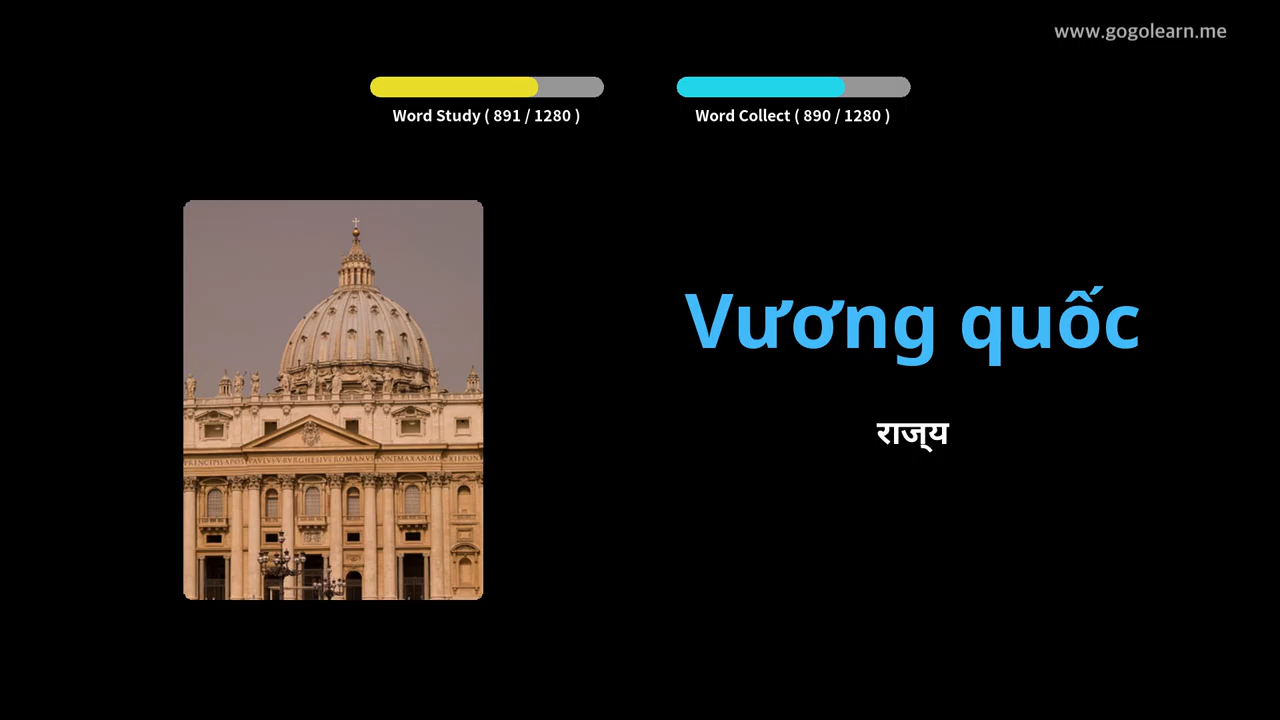 www.gogolearn.me
Word Study ( 891 / 1280 )
Word Collect ( 890 / 1280 )
Vương quốc
राज्य